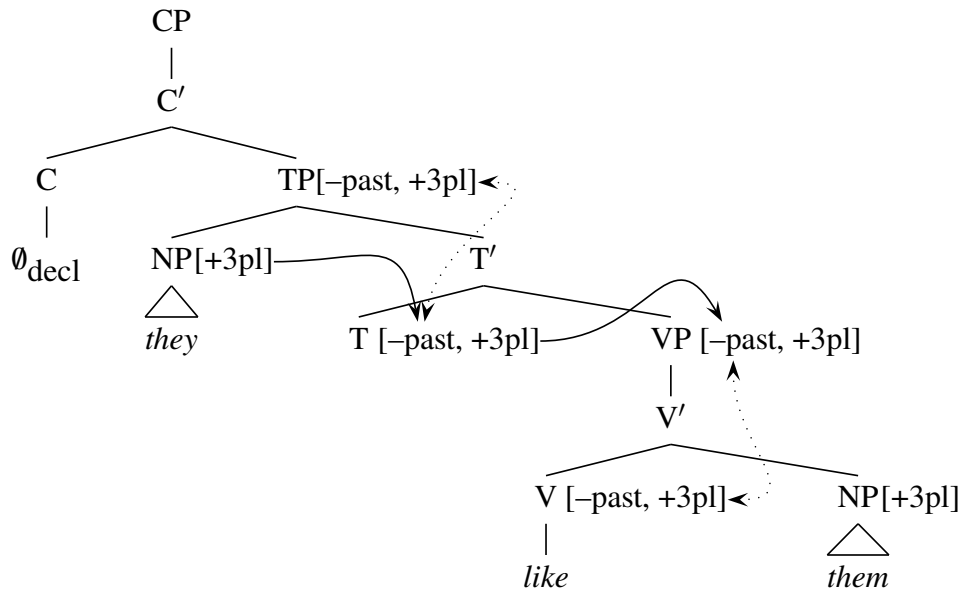 CP
C′
C TP[–past, +3pl]
∅decl NP[+3pl] T′
they T [–past, +3pl] VP [–past, +3pl]
V′
V [–past, +3pl] NP[+3pl]
like them